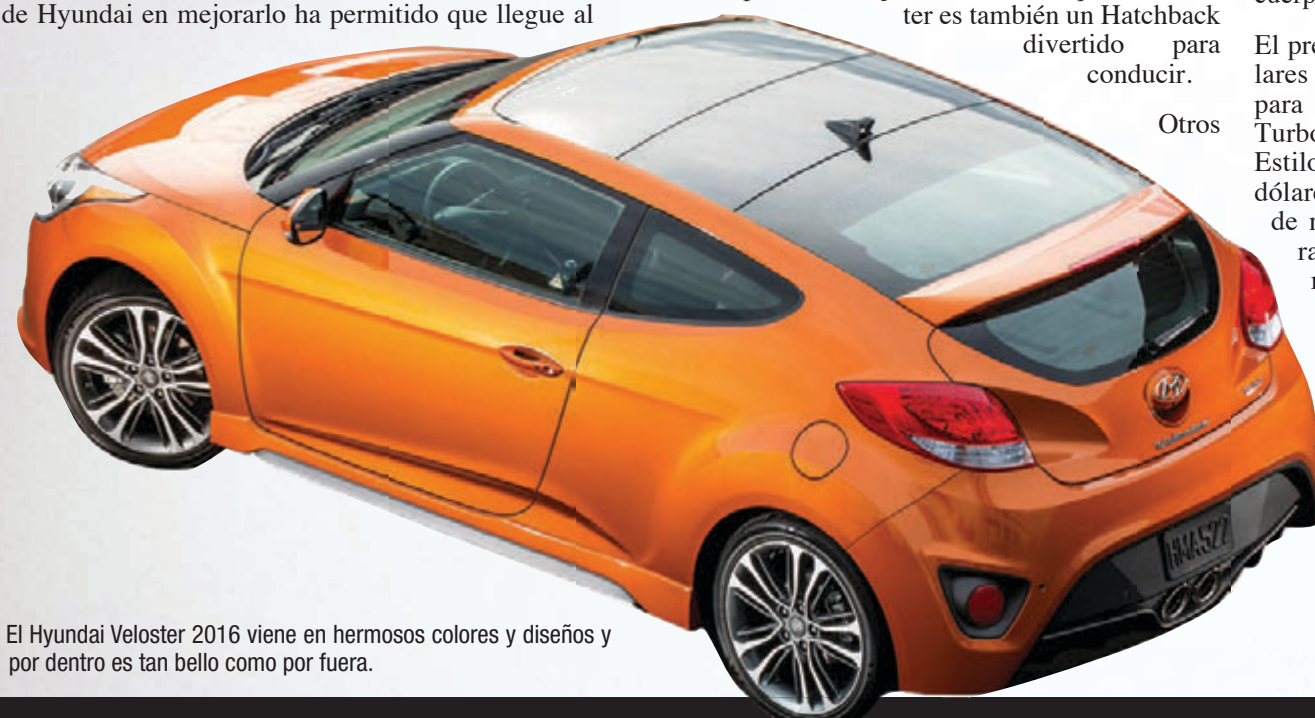 de Hyundai en mejorarlo ha permitido que llegue al
ter es también un Hatchback
divertido para
conducir.
Otros
cuerp
El pre
lares
para
Turbo
Estilo
dólare
de
ra
HMA522
El Hyundai Veloster 2016 viene en hermosos colores y diseños y
por dentro es tan bello como por fuera.